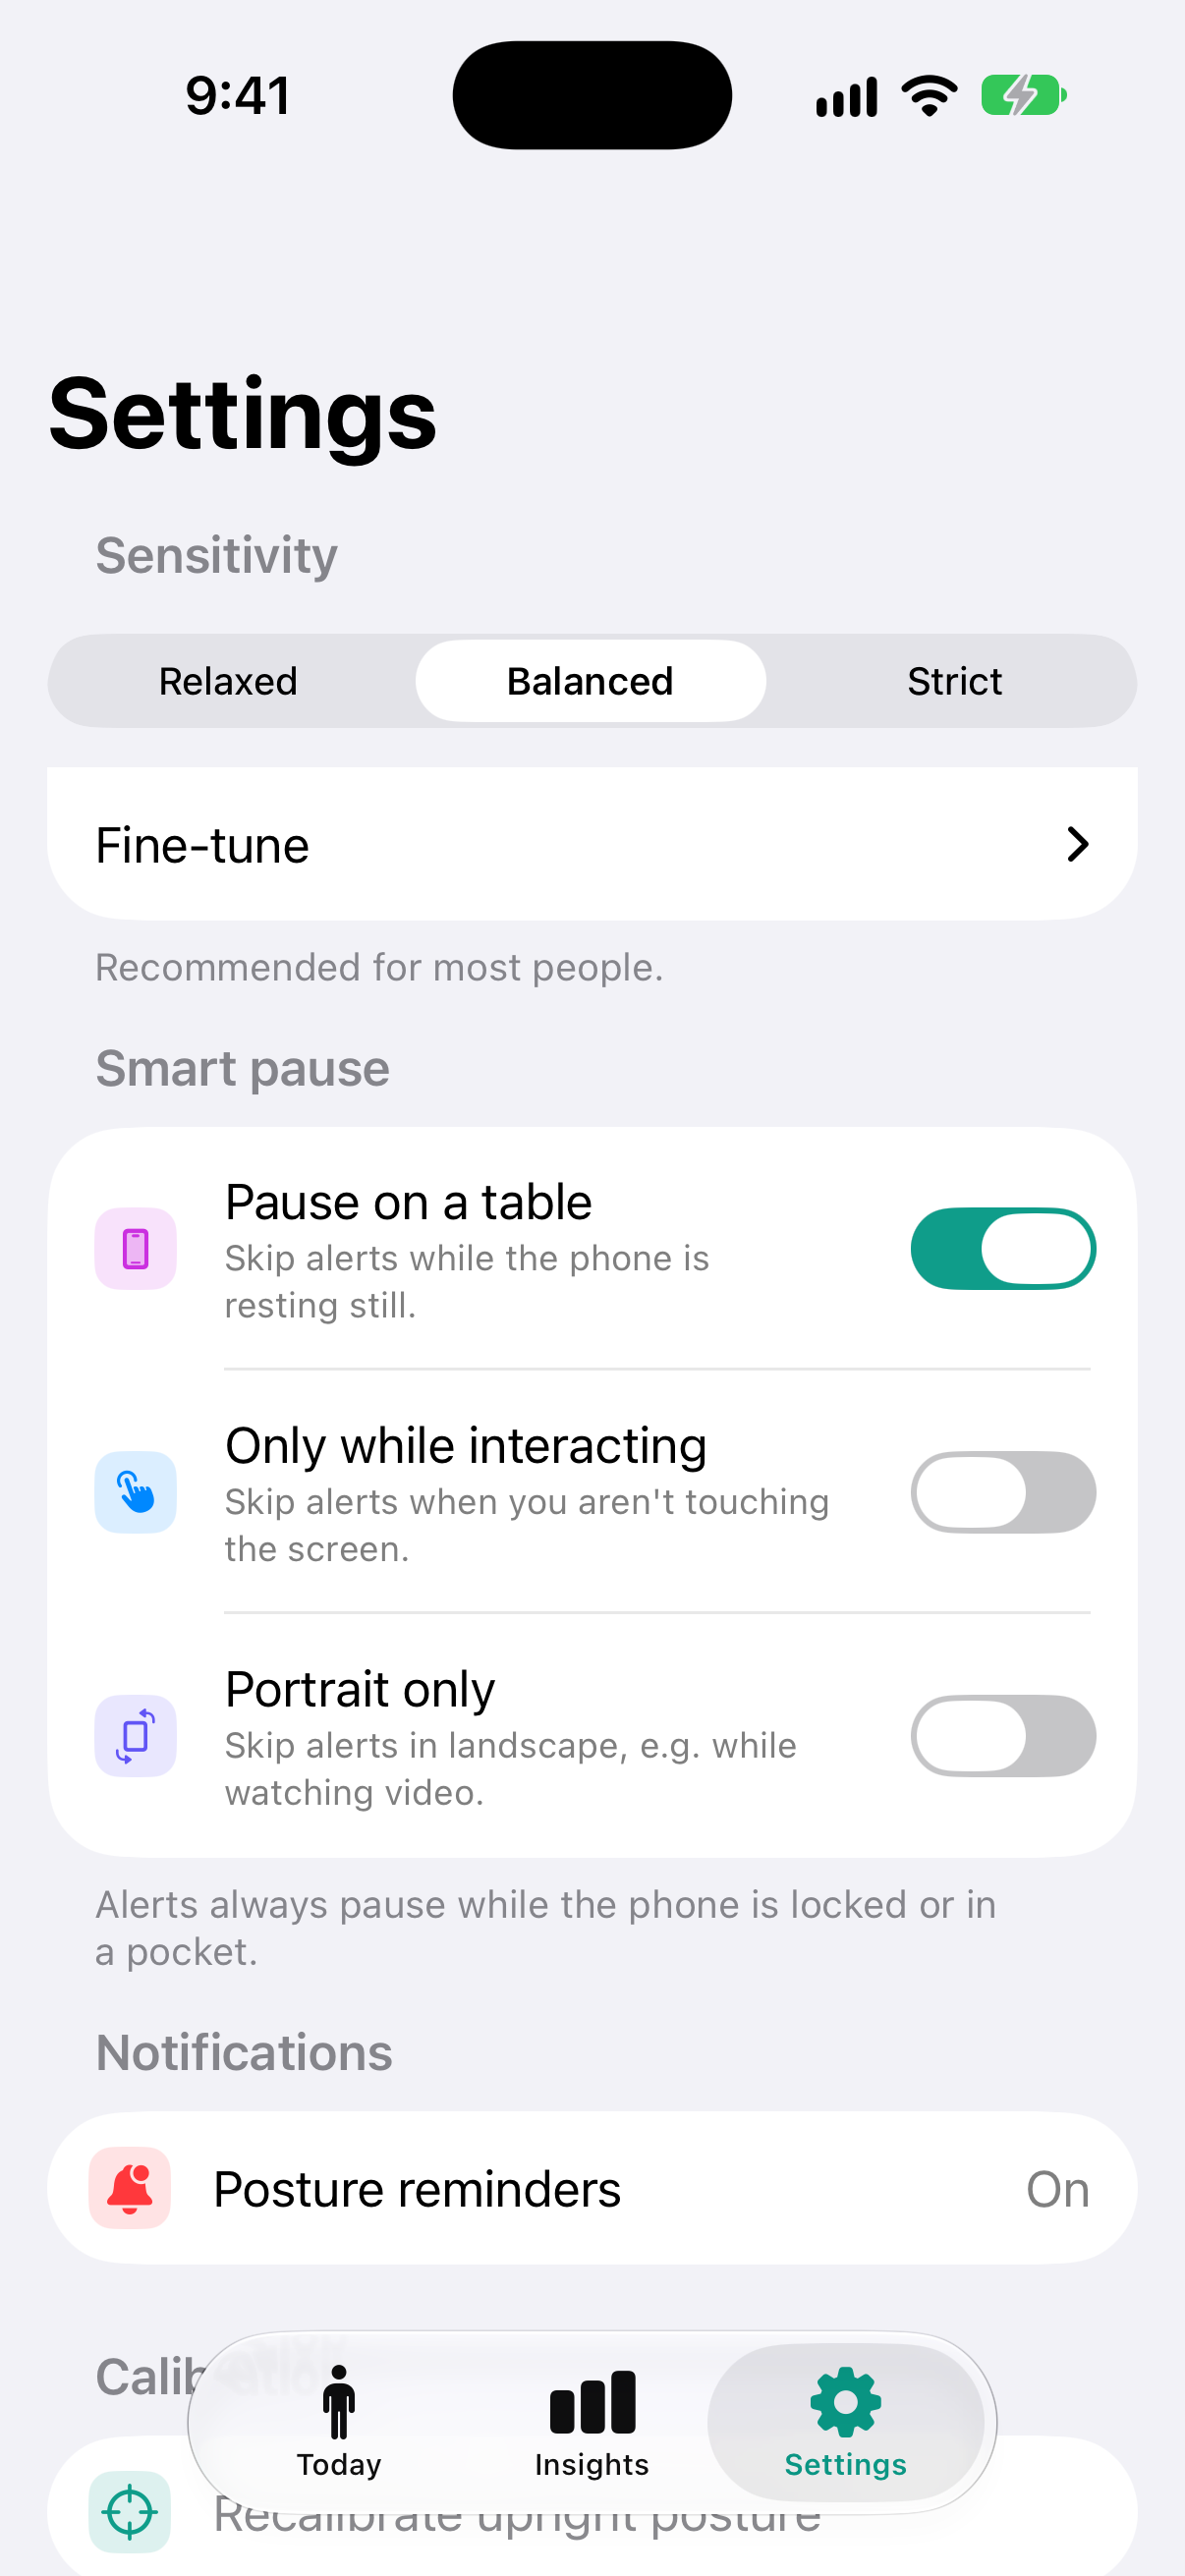 9:41
Settings
Sensitivity
Relaxed Balanced Strict
Fine-tune
Recommended for most people.
Smart pause
Pause on a table
Skip alerts while the phone is
resting still.
Only while interacting
Skip alerts when you aren't touching
the screen.
Portrait only
Skip alerts in landscape, e.g. while
watching video.
Alerts always pause while the phone is locked or in
a pocket.
Notifications
Posture reminders On
Today Insights Settings
Recalibrate upright posture